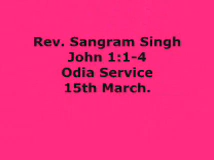 Rev. Sangram Singh
John 1:1-4
Odia Service
15th March.